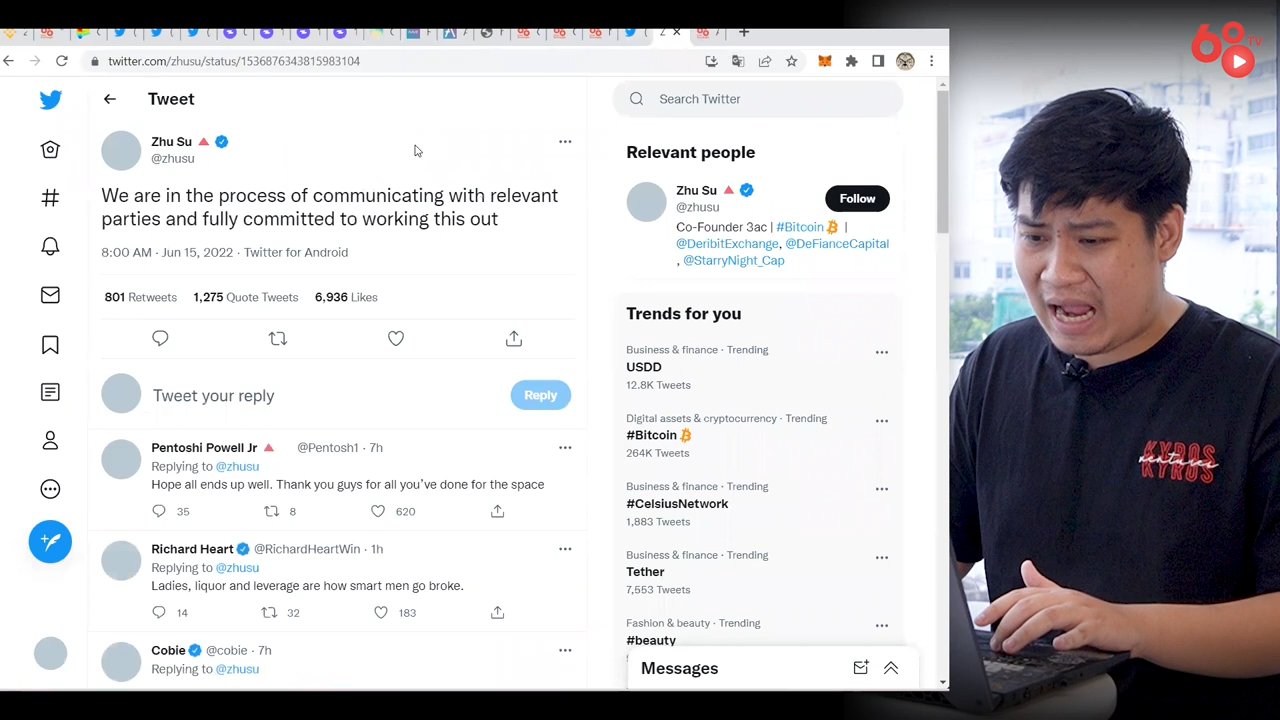 twitter.com/zhusu/status/1536876343815983104
Tweet
Zhu Su
@zhusu
We are in the process of communicating with relevant
parties and fully committed to working this out
8:00 AM · Jun 15, 2022 · Twitter for Android
801 Retweets 1,275 Quote Tweets 6,936 Likes
Tweet your reply
Reply
Pentoshi Powell Jr @Pentosh1 · 7h
Replying to @zhusu
Hope all ends up well. Thank you guys for all you've done for the space
35 8 620
Richard Heart @RichardHeartWin · 1h
Replying to @zhusu
Ladies, liquor and leverage are how smart men go broke.
14 32 183
Cobie @cobie · 7h
Replying to @zhusu
Search Twitter
Relevant people
Zhu Su
@zhusu
Follow
Co-Founder 3ac | #Bitcoin |
@DeribitExchange, @DeFianceCapital
, @StarryNight_Cap
Trends for you
Business & finance · Trending
USDD
12.8K Tweets
Digital assets & cryptocurrency · Trending
#Bitcoin
264K Tweets
Business & finance · Trending
#CelsiusNetwork
1,883 Tweets
Business & finance · Trending
Tether
7,553 Tweets
Fashion & beauty · Trending
#beauty
Messages
TV
KYROS
ventures
KYROS